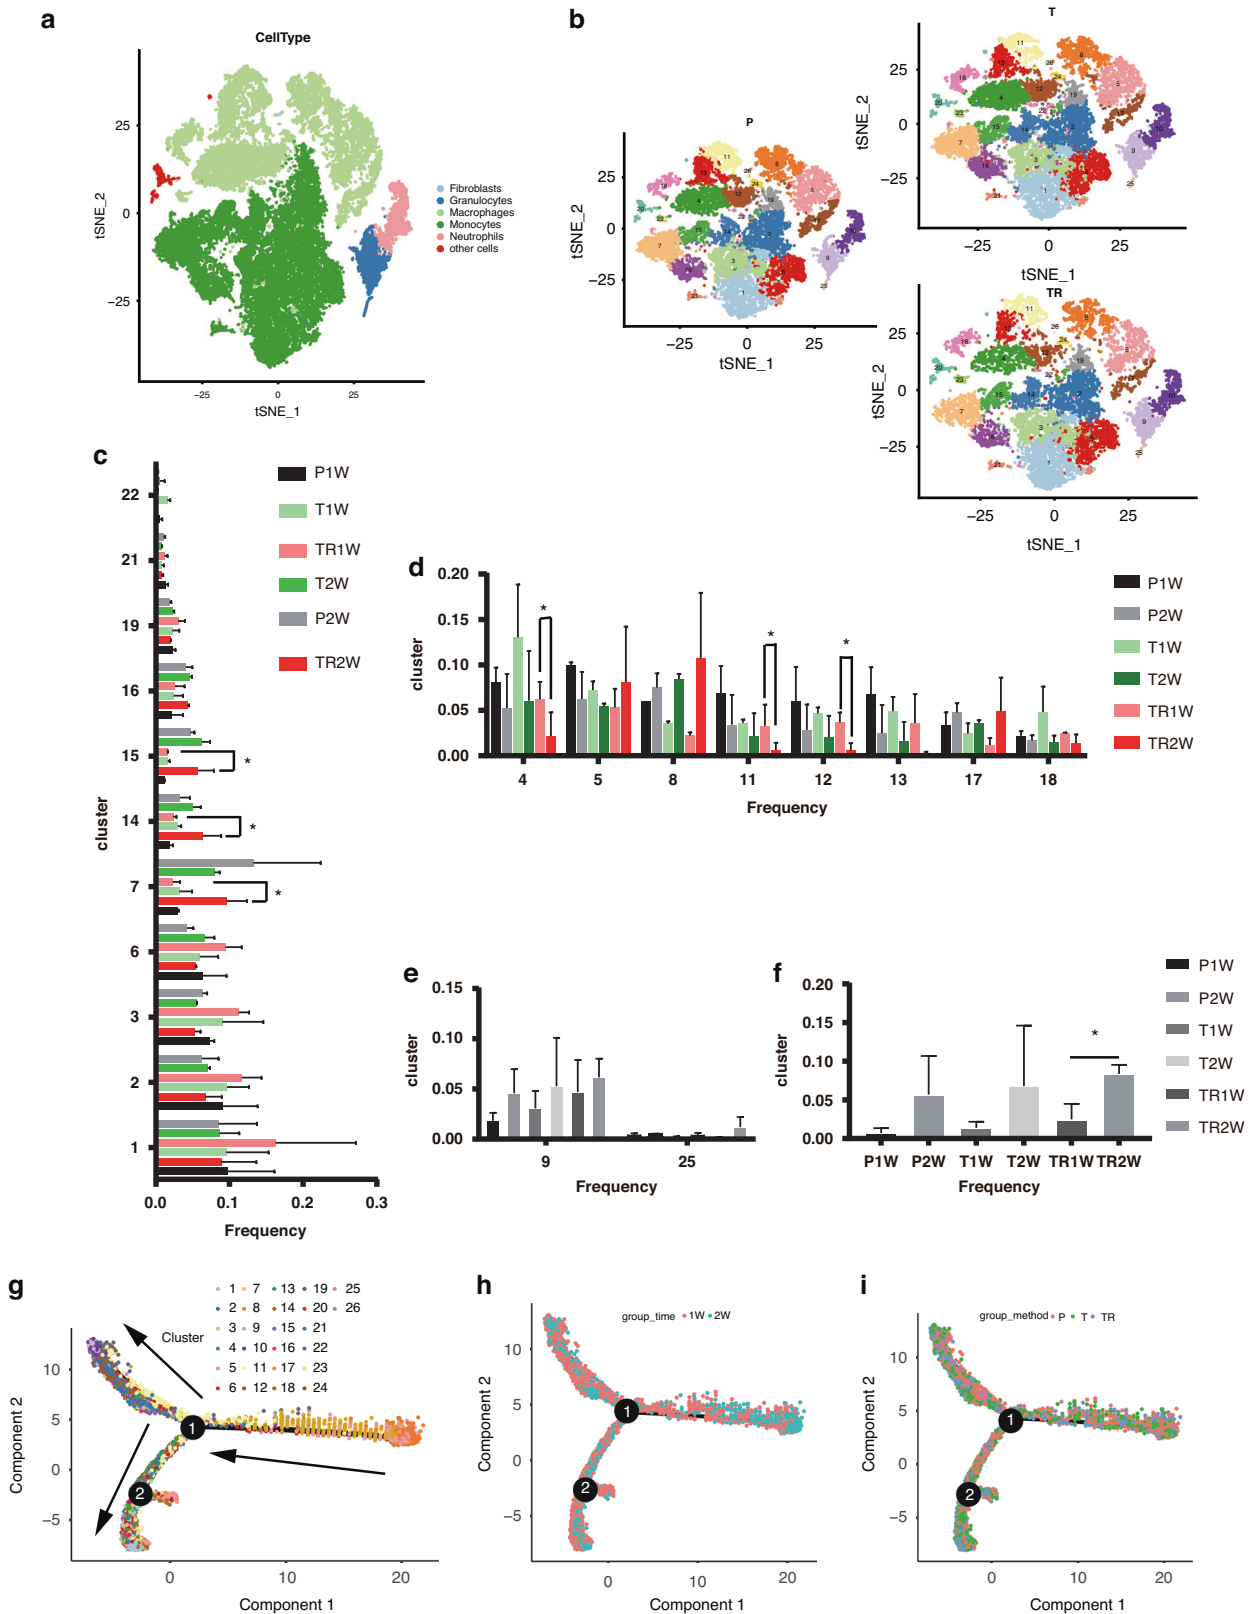 a
CellType
tSNE_2
25
0
−25
−25
0
25
tSNE_1
Fibroblasts
Granulocytes
Macrophages
Monocytes
Neutrophils
other cells
b
P
tSNE_2
25
0
−25
−25
0
25
tSNE_1
T
tSNE_2
25
0
−25
−25
0
25
tSNE_1
TR
tSNE_2
25
0
−25
−25
0
25
tSNE_1
c
cluster
22
21
19
16
15
14
7
6
3
2
1
0.0
0.1
0.2
0.3
Frequency
P1W
T1W
TR1W
T2W
P2W
TR2W
*
*
*
d
cluster
0.20
0.15
0.10
0.05
0.00
4
5
8
11
12
13
17
18
Frequency
*
*
*
P1W
P2W
T1W
T2W
TR1W
TR2W
e
cluster
0.15
0.10
0.05
0.00
9
25
Frequency
f
cluster
0.20
0.15
0.10
0.05
0.00
P1W P2W T1W T2W TR1W TR2W
Frequency
*
P1W
P2W
T1W
T2W
TR1W
TR2W
g
Cluster
1 7 13 19 25
2 8 14 20 26
3 9 15 21
4 10 16 22
5 11 17 23
6 12 18 24
Component 2
10
5
0
−5
1
2
0
10
20
Component 1
h
group_time 1W 2W
Component 2
10
5
0
−5
1
2
0
10
20
Component 1
i
group_method P T TR
Component 2
10
5
0
−5
1
2
0
10
20
Component 1